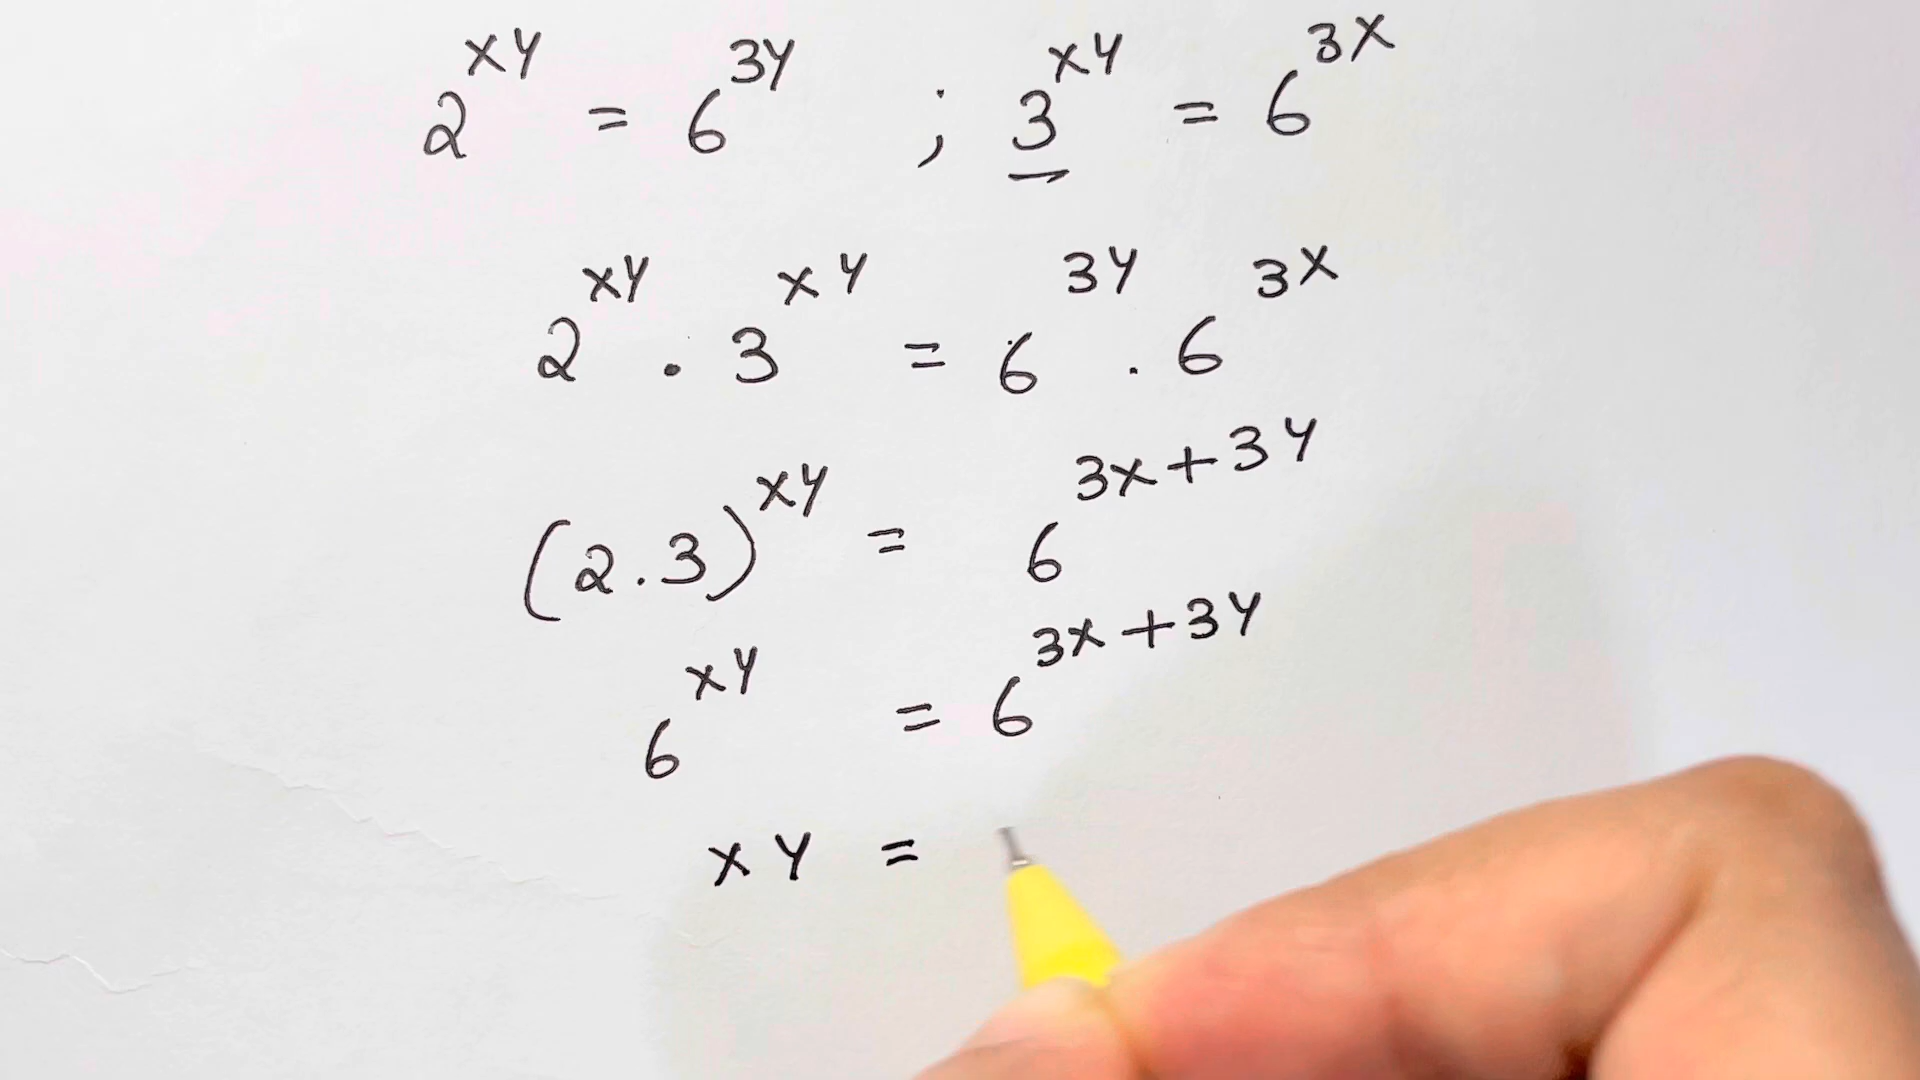 2^{xy} = 6^{3y} ; 3^{xy} = 6^{3x}
2^{xy} . 3^{xy} = 6^{3y} . 6^{3x}
(2.3)^{xy} = 6^{3x+3y}
6^{xy} = 6^{3x+3y}
xy =